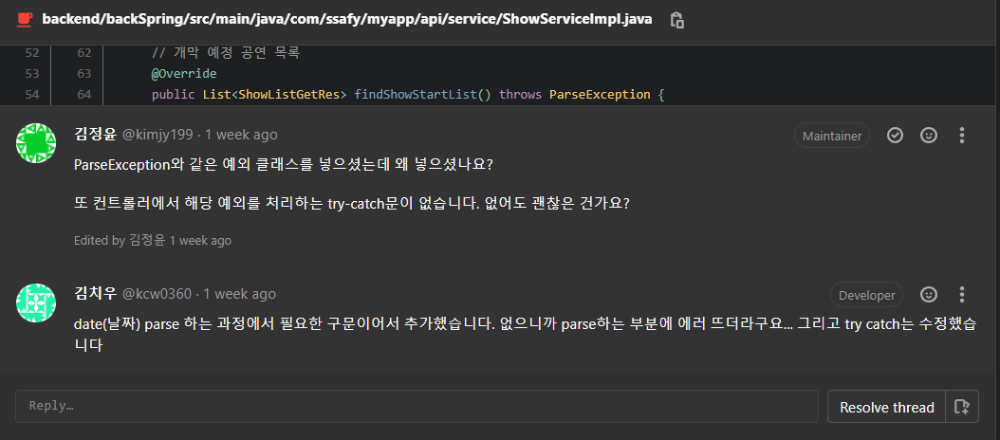 backend/backSpring/src/main/java/com/ssafy/myapp/api/service/ShowServiceImpl.java
52 62 // 개막 예정 공연 목록
53 63 @Override
54 64 public List<ShowListGetRes> findShowStartList() throws ParseException {
김정윤 @kimjy199 · 1 week ago Maintainer
ParseException와 같은 예외 클래스를 넣으셨는데 왜 넣으셨나요?
또 컨트롤러에서 해당 예외를 처리하는 try-catch문이 없습니다. 없어도 괜찮은 건가요?
Edited by 김정윤 1 week ago
김치우 @kcw0360 · 1 week ago Developer
date(날짜) parse 하는 과정에서 필요한 구문이어서 추가했습니다. 없으니까 parse하는 부분에 에러 뜨더라구요... 그리고 try catch는 수정했습
니다
Reply…
Resolve thread